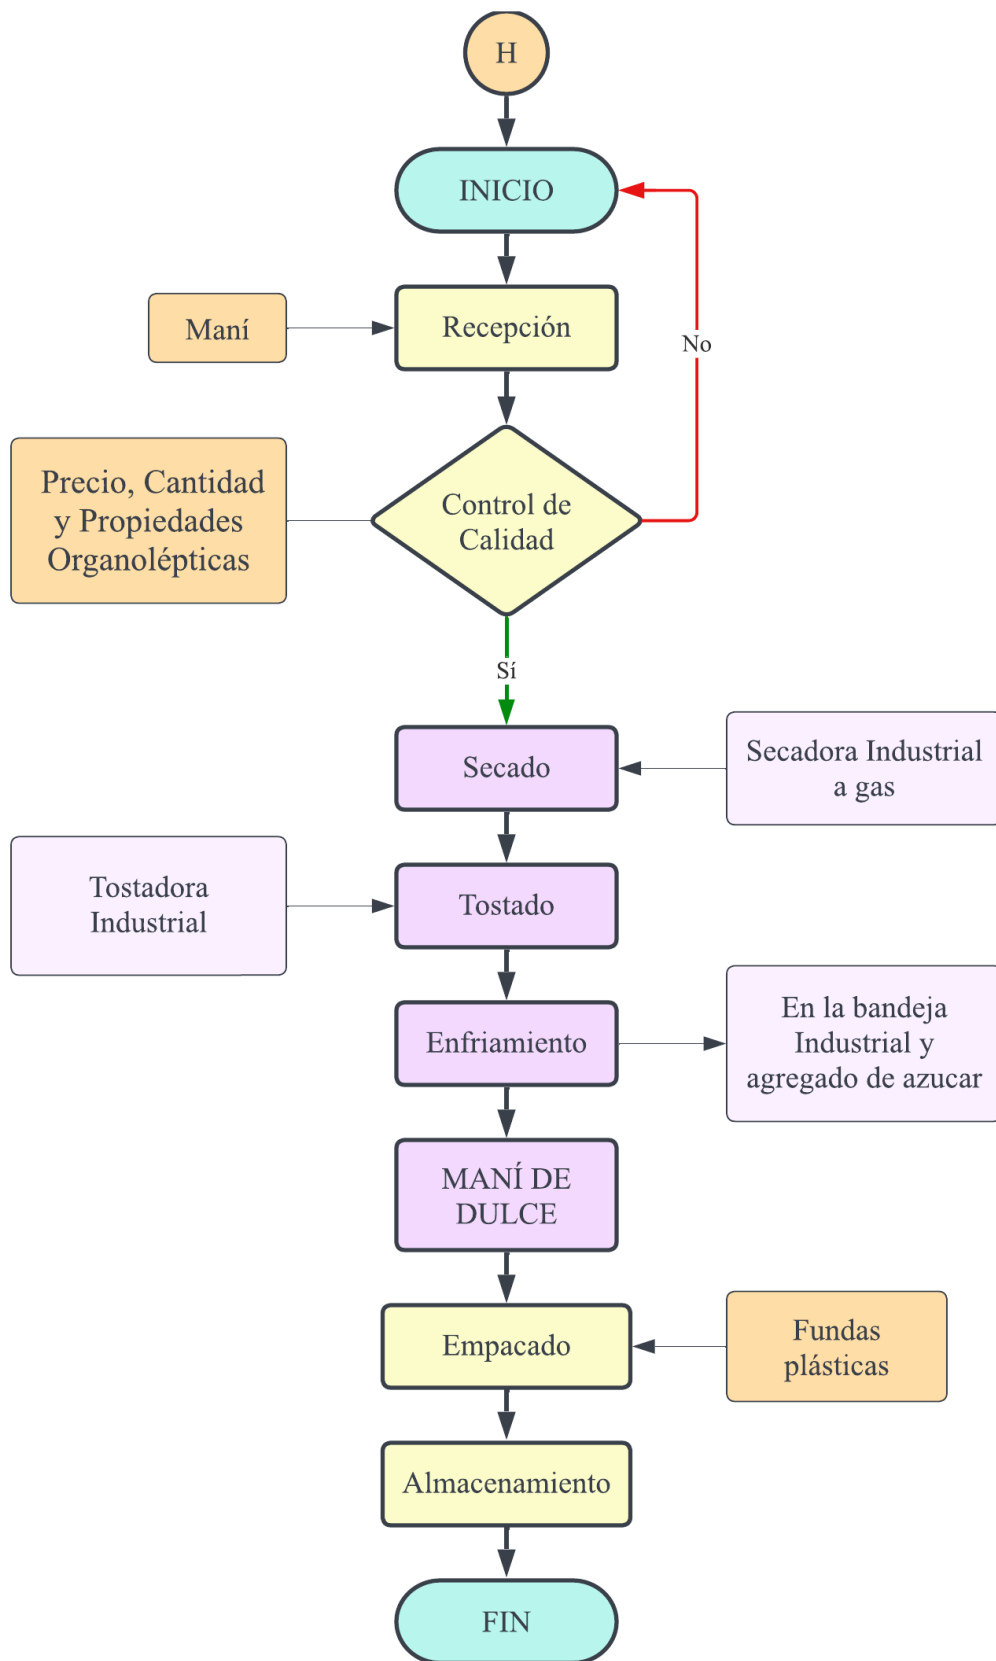 H
INICIO
Maní
Recepción
No
Precio, Cantidad
y Propiedades
Organolépticas
Control de
Calidad
Sí
Secado
Secadora Industrial
a gas
Tostadora
Industrial
Tostado
Enfriamiento
En la bandeja
Industrial y
agregado de azucar
MANÍ DE
DULCE
Empacado
Fundas
plásticas
Almacenamiento
FIN